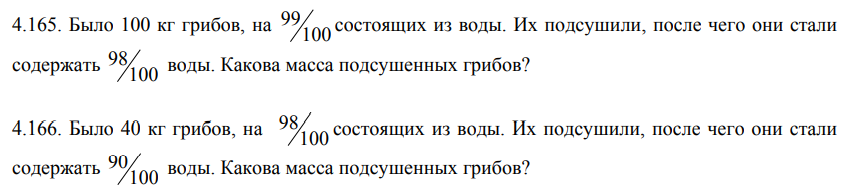 4.165. Было 100 кг грибов, на 99/100 состоящих из воды. Их подсушили, после чего они стали
содержать 98/100 воды. Какова масса подсушенных грибов?
4.166. Было 40 кг грибов, на 98/100 состоящих из воды. Их подсушили, после чего они стали
содержать 90/100 воды. Какова масса подсушенных грибов?